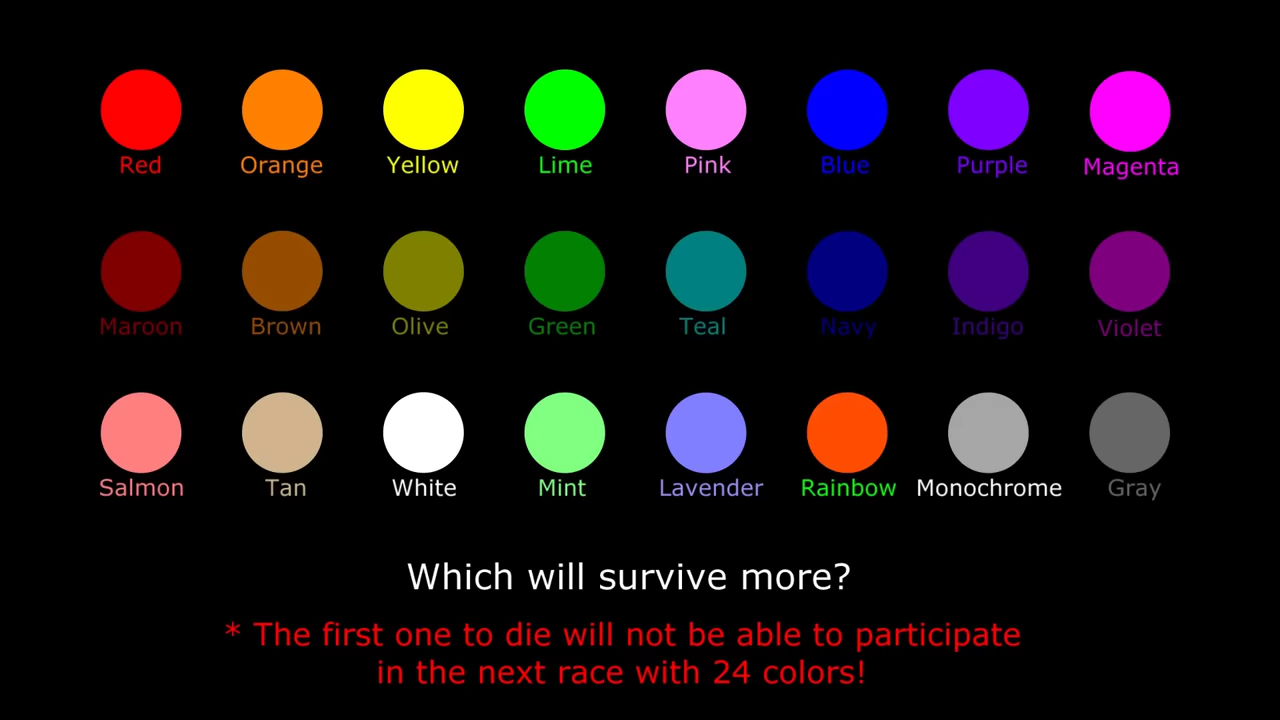 Red Orange Yellow Lime Pink Blue Purple Magenta
Maroon Brown Olive Green Teal Navy Indigo Violet
Salmon Tan White Mint Lavender Rainbow Monochrome Gray
Which will survive more?
* The first one to die will not be able to participate
in the next race with 24 colors!